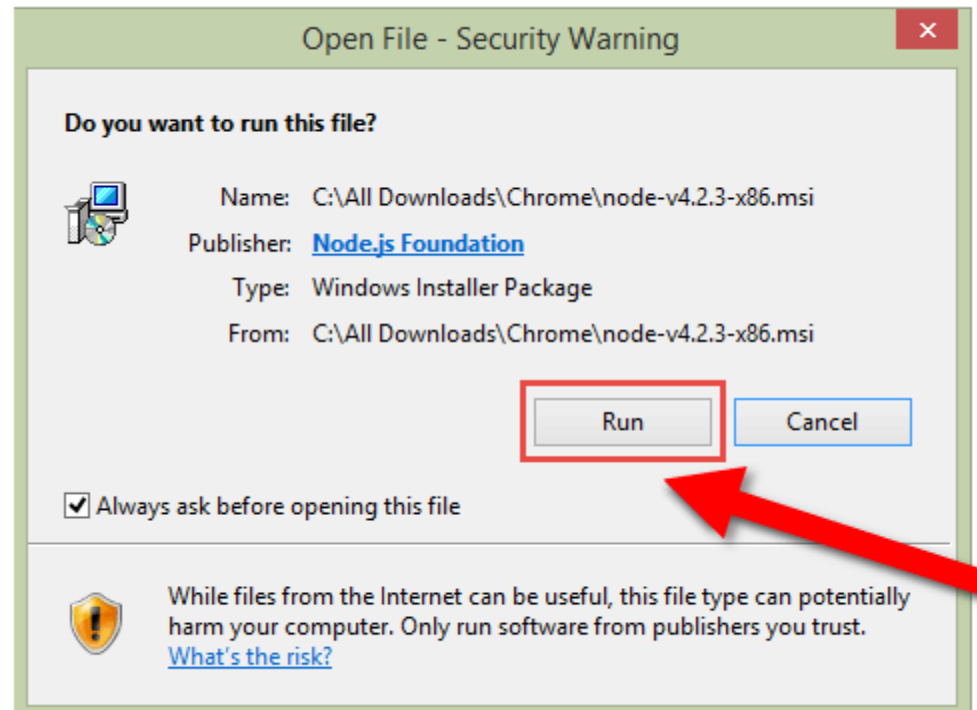 Open File - Security Warning
Do you want to run this file?
Name: C:\All Downloads\Chrome\node-v4.2.3-x86.msi
Publisher: Node.js Foundation
Type: Windows Installer Package
From: C:\All Downloads\Chrome\node-v4.2.3-x86.msi
Run Cancel
Always ask before opening this file
While files from the Internet can be useful, this file type can potentially
harm your computer. Only run software from publishers you trust.
What's the risk?